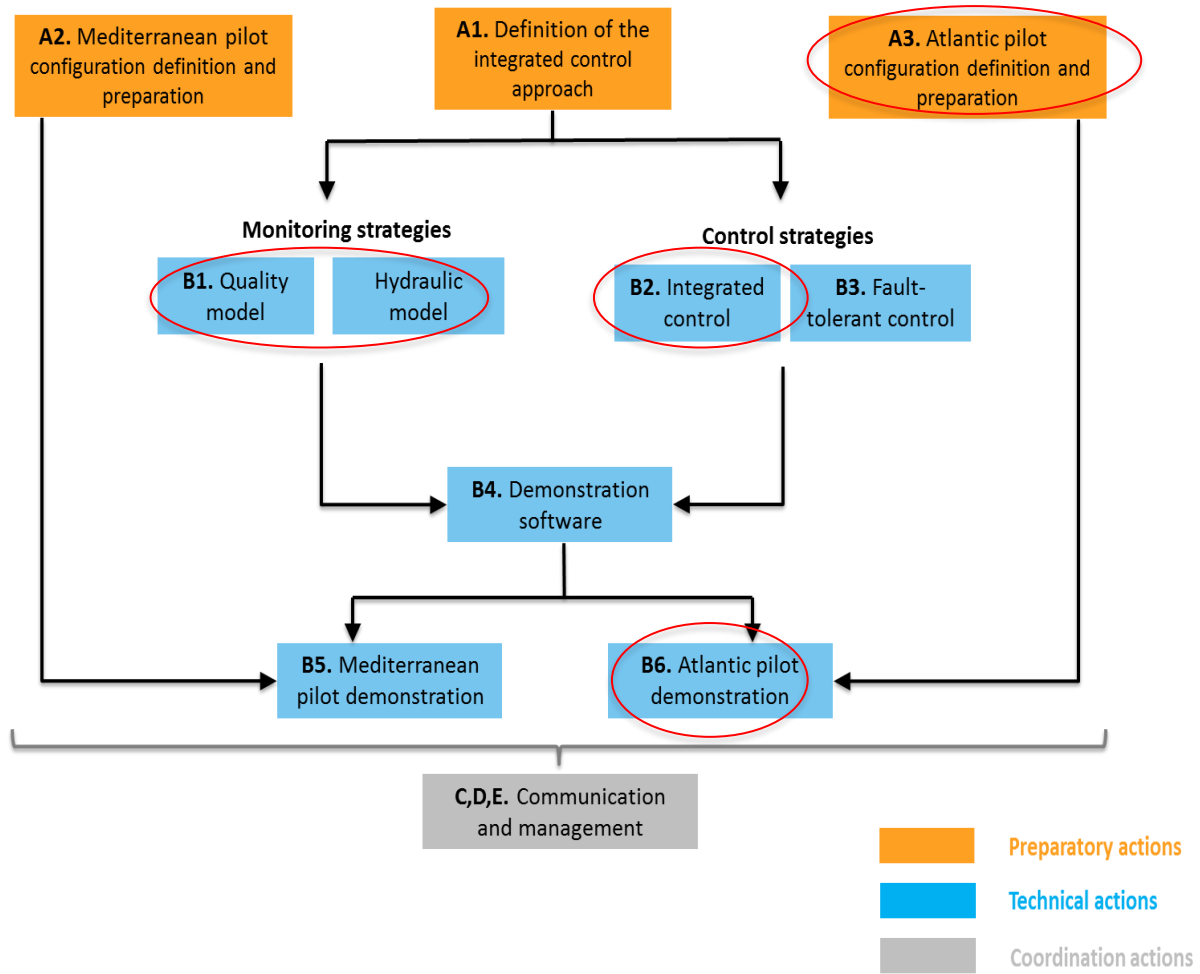 A2. Mediterranean pilot
configuration definition and
preparation
A1. Definition of the
integrated control
approach
A3. Atlantic pilot
configuration definition and
preparation
Monitoring strategies
B1. Quality
model
Hydraulic
model
Control strategies
B2. Integrated
control
B3. Fault-
tolerant control
B4. Demonstration
software
B5. Mediterranean
pilot demonstration
B6. Atlantic pilot
demonstration
C,D,E. Communication
and management
Preparatory actions
Technical actions
Coordination actions